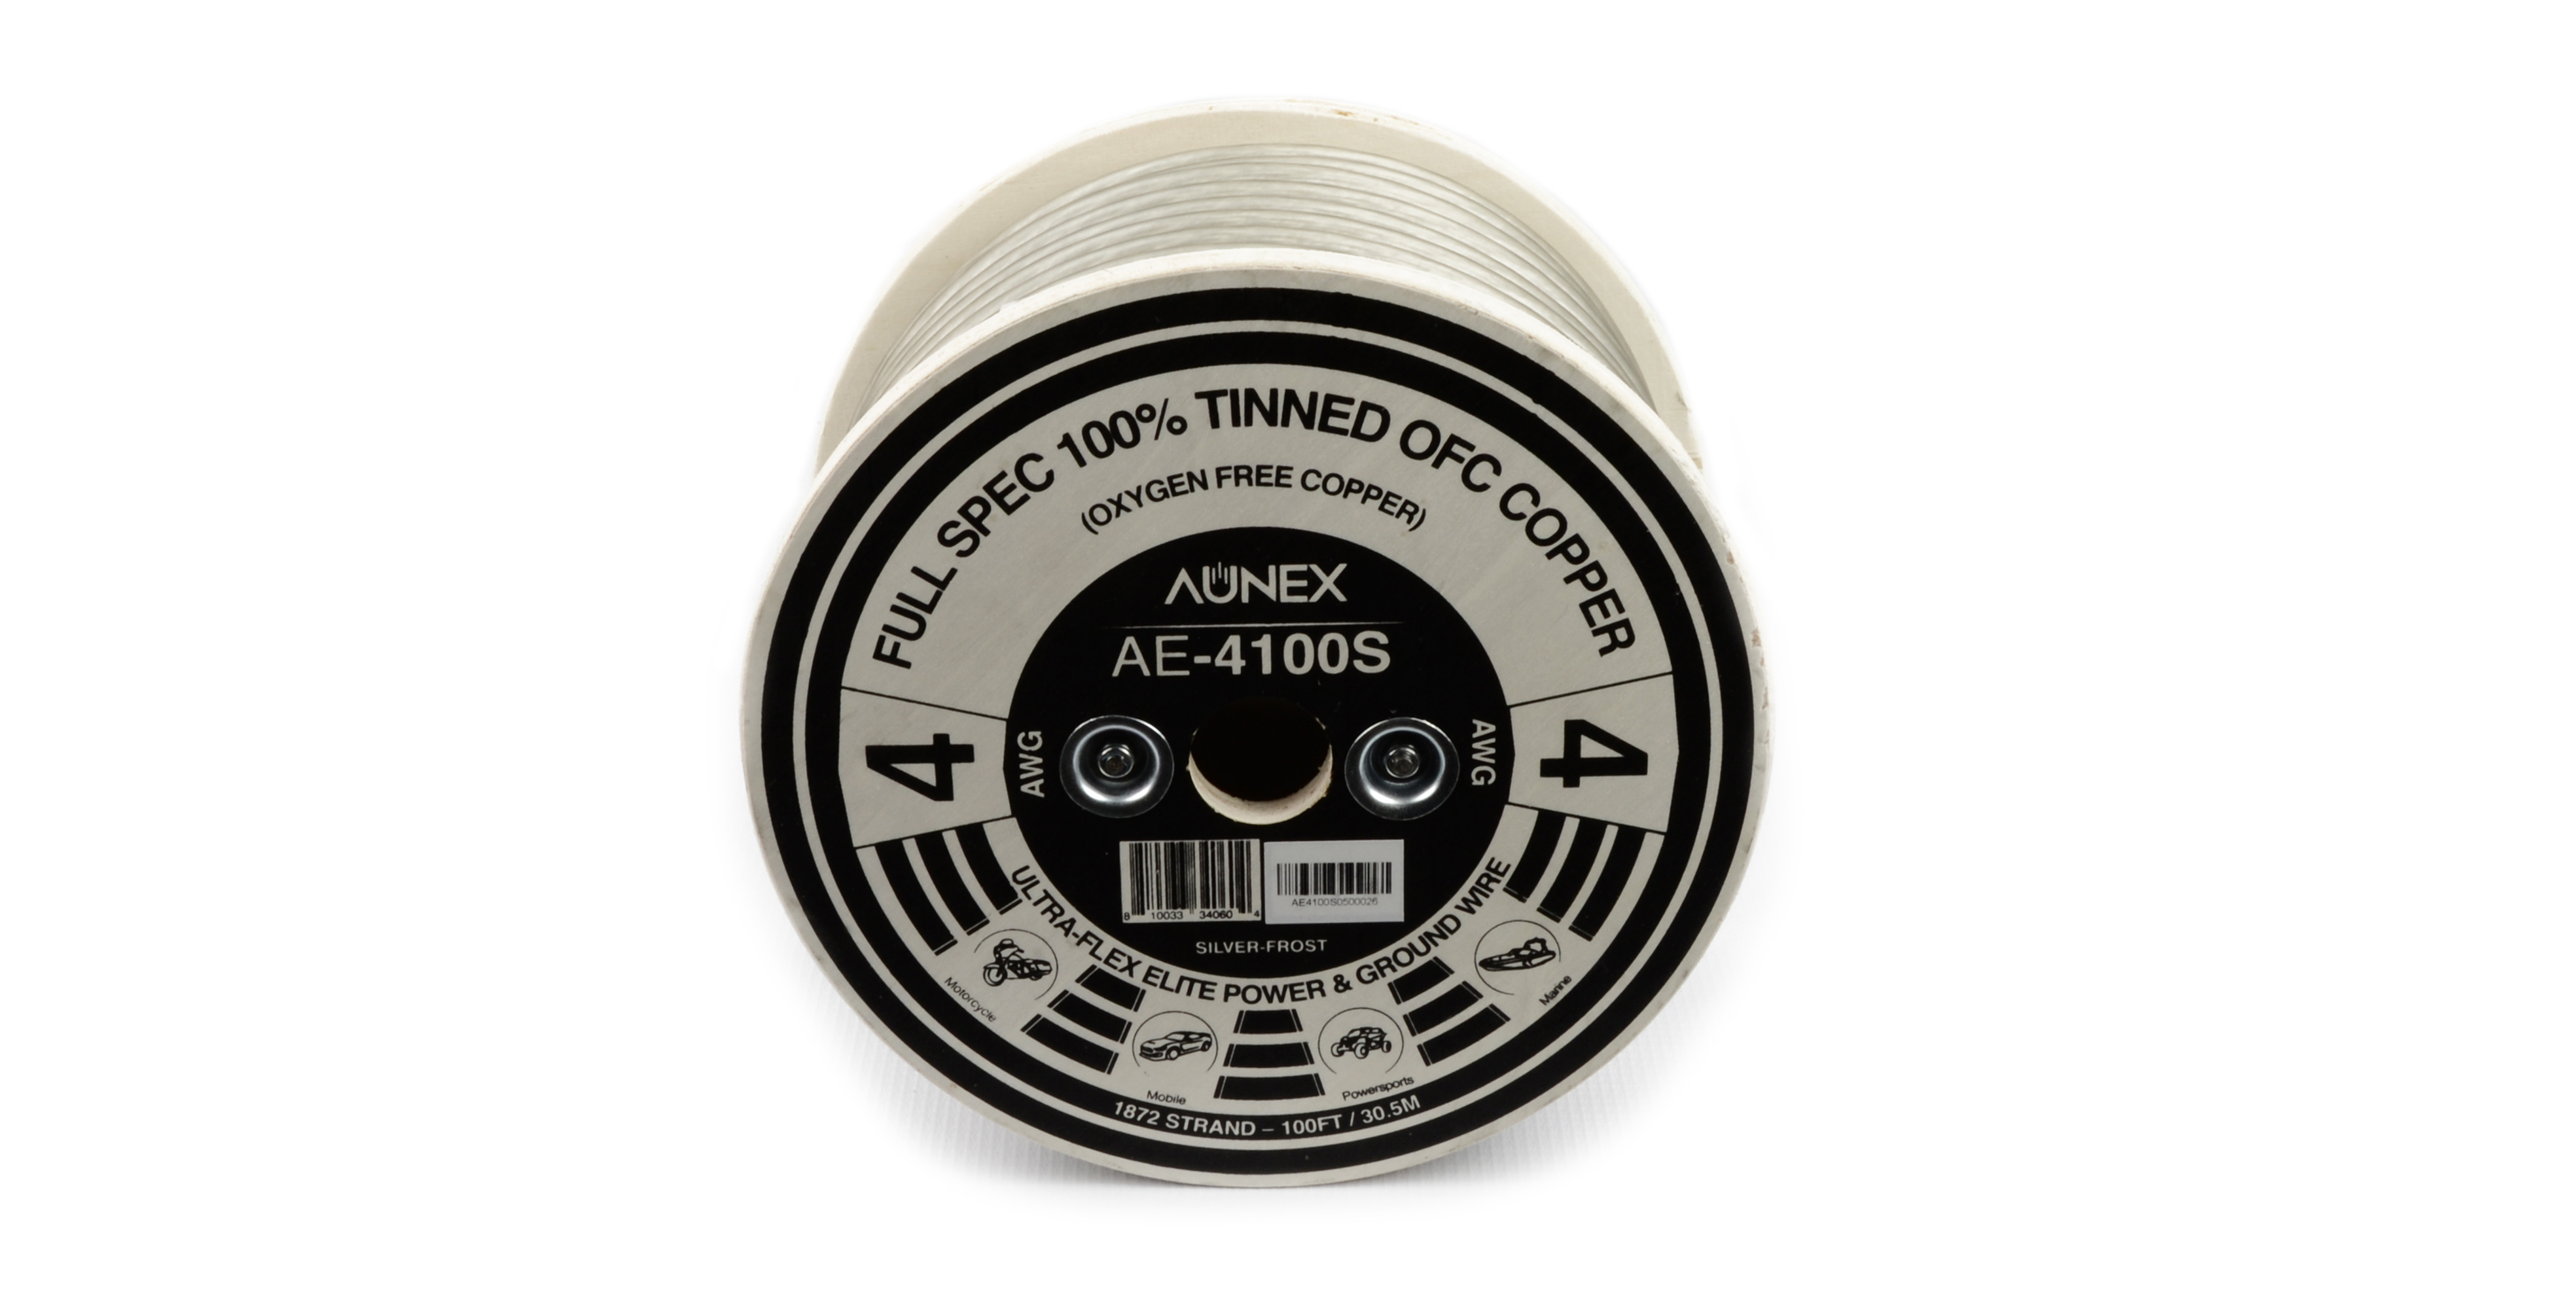 FULL SPEC 100% TINNED OFC COPPER
(OXYGEN FREE COPPER)
AUNEX
AE-4100S
4 AWG
AWG 4
8 10033 34060 4
AE4100S0500026
SILVER-FROST
ULTRA-FLEX ELITE POWER & GROUND WIRE
Motorcycle
Mobile
Powersports
Marine
1872 STRAND – 100FT / 30.5M